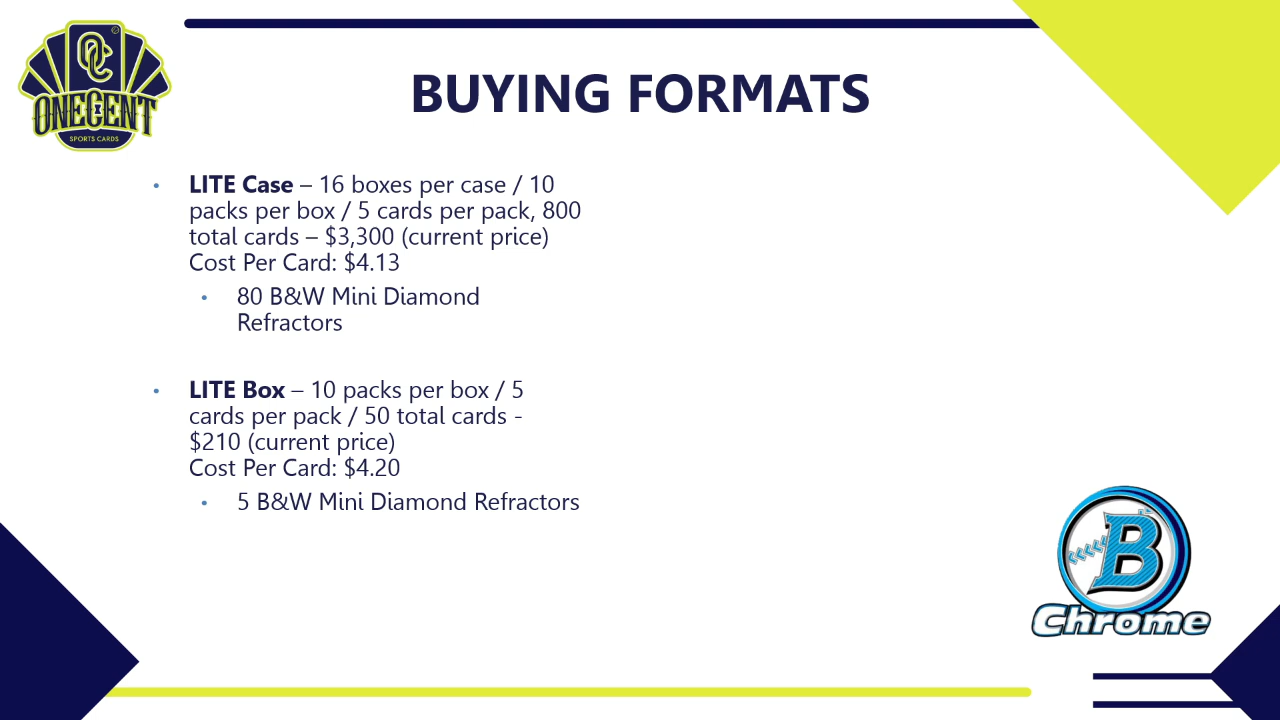 OC
ONECENT
SPORTS CARDS
BUYING FORMATS
• LITE Case – 16 boxes per case / 10
packs per box / 5 cards per pack, 800
total cards – $3,300 (current price)
Cost Per Card: $4.13
• 80 B&W Mini Diamond
Refractors
• LITE Box – 10 packs per box / 5
cards per pack / 50 total cards -
$210 (current price)
Cost Per Card: $4.20
• 5 B&W Mini Diamond Refractors
B
Chrome